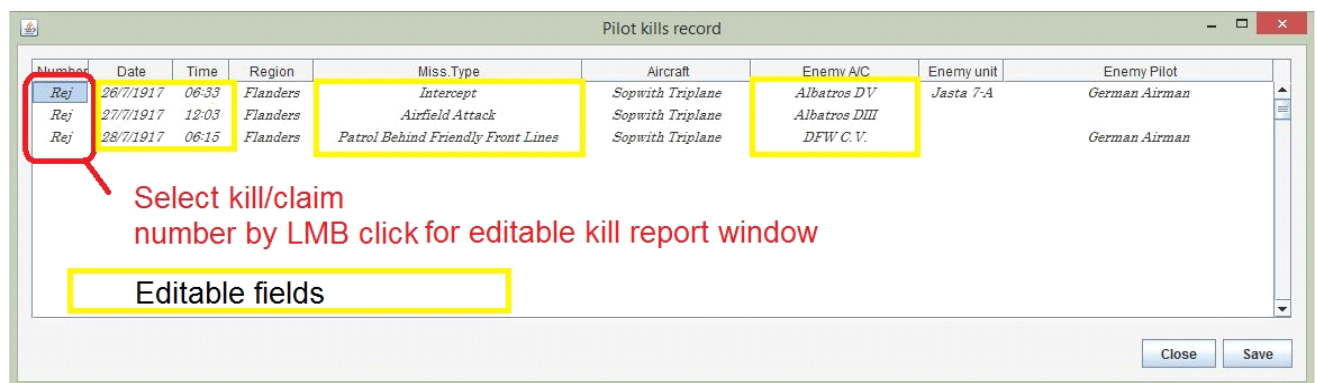 Pilot kills record
Number Date Time Region Miss.Type Aircraft Enemy A/C Enemy unit Enemy Pilot
Rej 26/7/1917 06:33 Flanders Intercept Sopwith Triplane Albatros DV Jasta 7-A German Airman
Rej 27/7/1917 12:03 Flanders Airfield Attack Sopwith Triplane Albatros DIII
Rej 28/7/1917 06:15 Flanders Patrol Behind Friendly Front Lines Sopwith Triplane DFW C.V. German Airman
Select kill/claim
number by LMB click for editable kill report window
Editable fields
Close Save